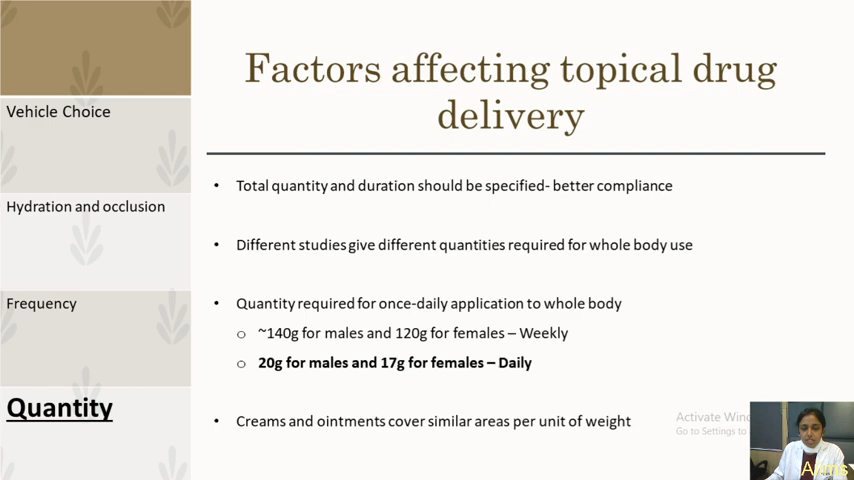 Factors affecting topical drug
delivery
Vehicle Choice
Hydration and occlusion
Frequency
Quantity
• Total quantity and duration should be specified- better compliance
• Different studies give different quantities required for whole body use
• Quantity required for once-daily application to whole body
o ~140g for males and 120g for females – Weekly
o 20g for males and 17g for females – Daily
• Creams and ointments cover similar areas per unit of weight
Activate
Go to Settings to